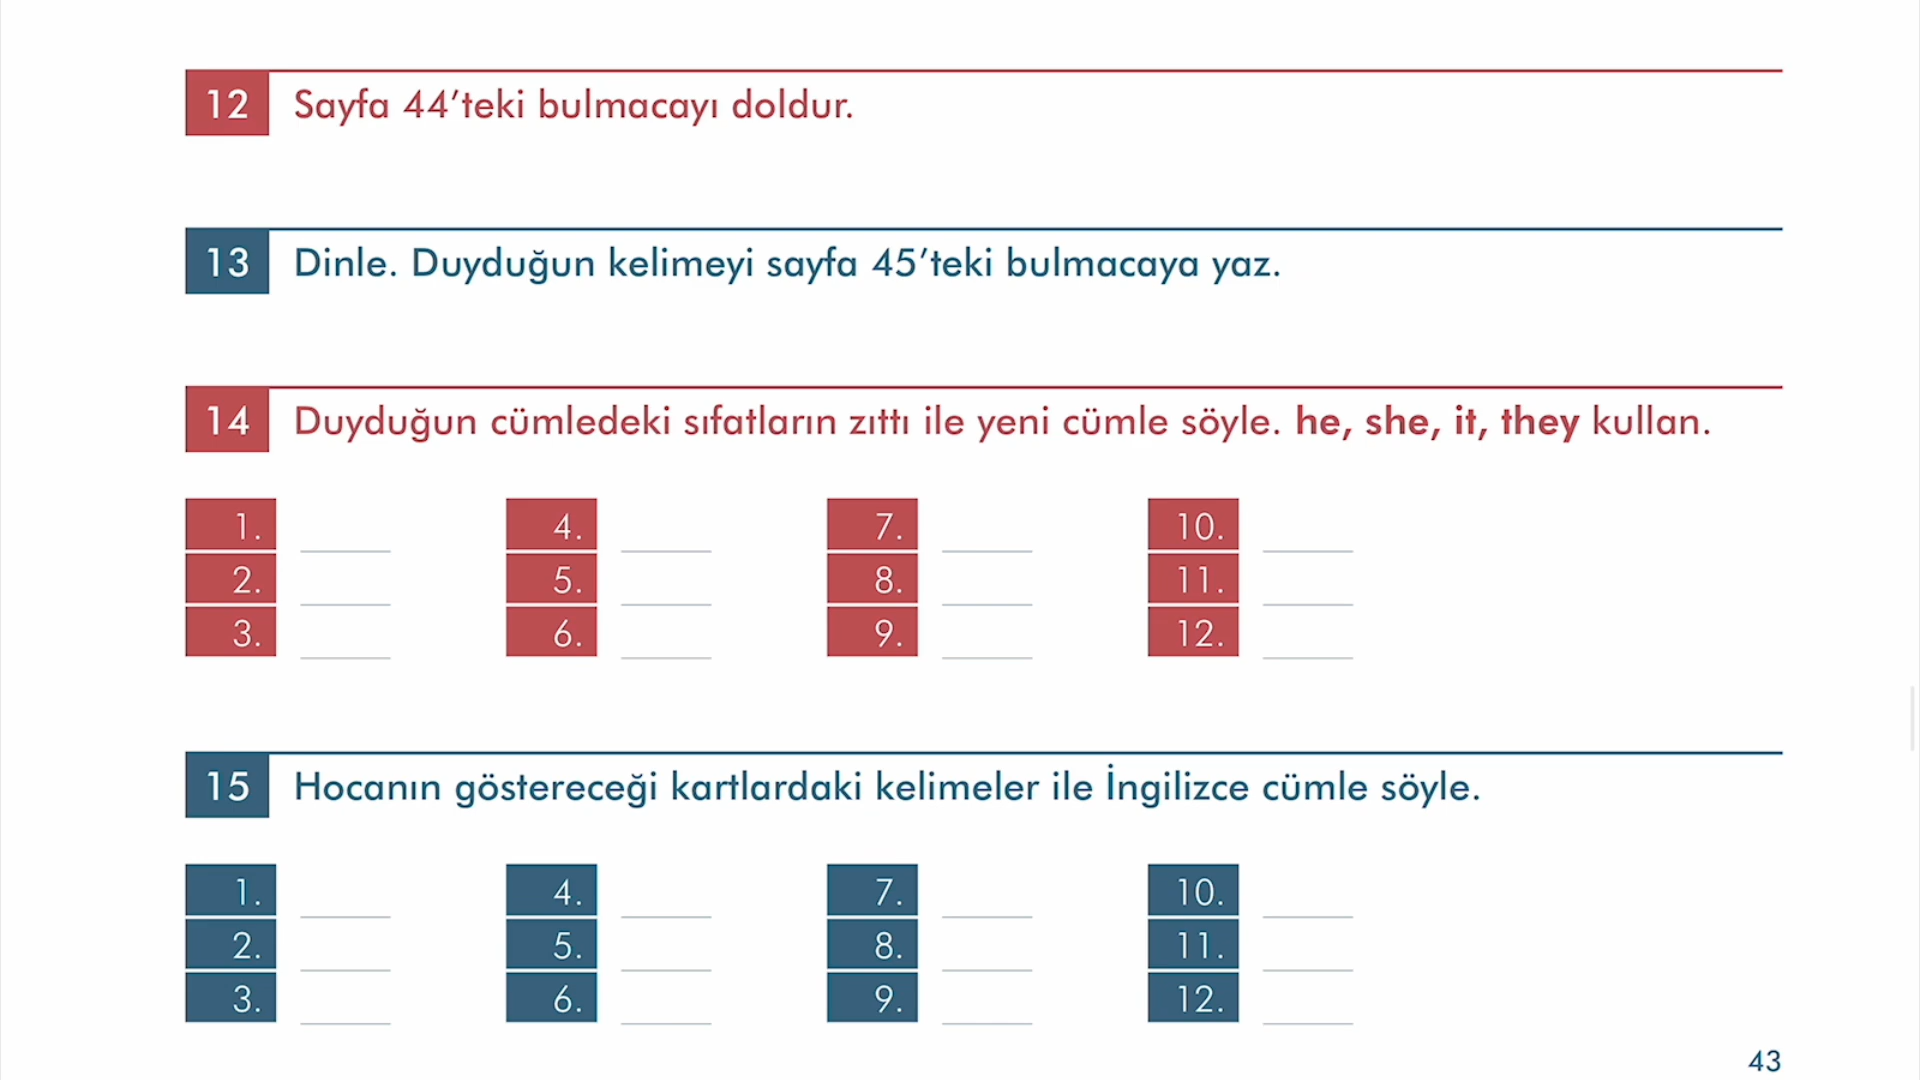 12 Sayfa 44’teki bulmacayı doldur.
13 Dinle. Duyduğun kelimeyi sayfa 45’teki bulmacaya yaz.
14 Duyduğun cümledeki sıfatların zıttı ile yeni cümle söyle. he, she, it, they kullan.
1. 4. 7. 10.
2. 5. 8. 11.
3. 6. 9. 12.
15 Hocanın göstereceği kartlardaki kelimeler ile İngilizce cümle söyle.
1. 4. 7. 10.
2. 5. 8. 11.
3. 6. 9. 12.
43